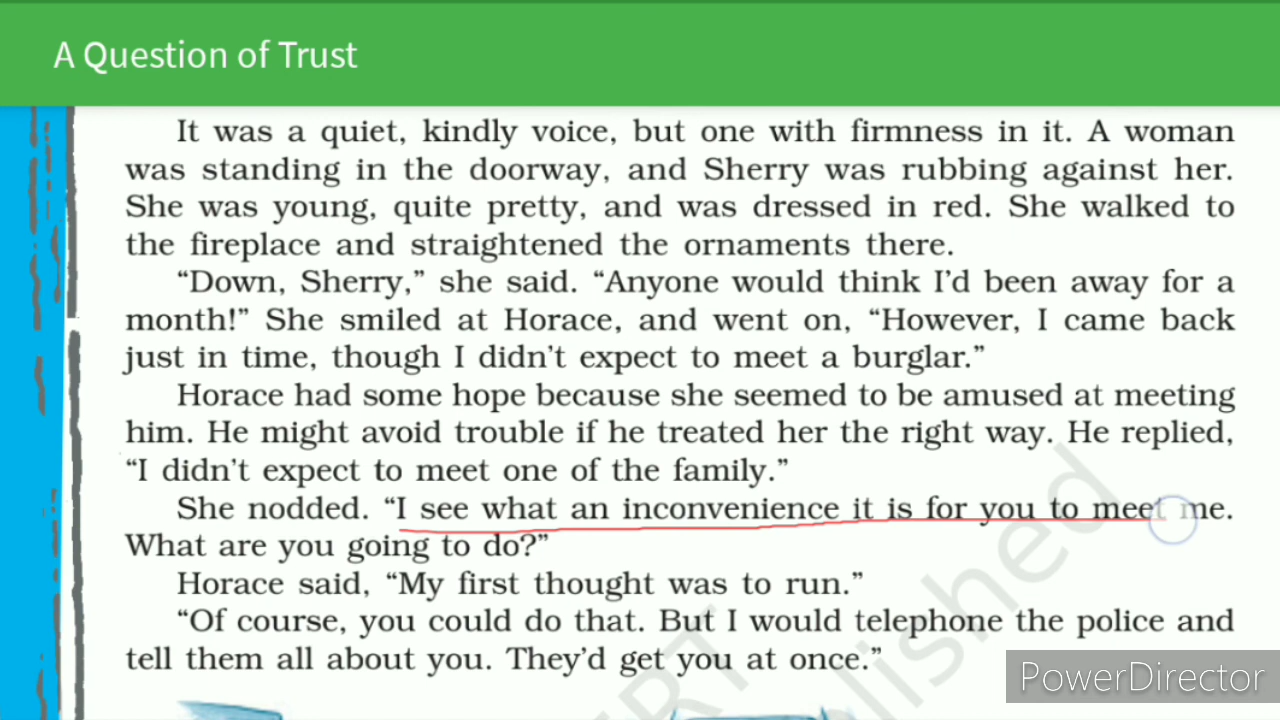 A Question of Trust
It was a quiet, kindly voice, but one with firmness in it. A woman
was standing in the doorway, and Sherry was rubbing against her.
She was young, quite pretty, and was dressed in red. She walked to
the fireplace and straightened the ornaments there.
“Down, Sherry,” she said. “Anyone would think I’d been away for a
month!” She smiled at Horace, and went on, “However, I came back
just in time, though I didn’t expect to meet a burglar.”
Horace had some hope because she seemed to be amused at meeting
him. He might avoid trouble if he treated her the right way. He replied,
“I didn’t expect to meet one of the family.”
She nodded. “I see what an inconvenience it is for you to meet me.
What are you going to do?”
Horace said, “My first thought was to run.”
“Of course, you could do that. But I would telephone the police and
tell them all about you. They’d get you at once.”
PowerDirector